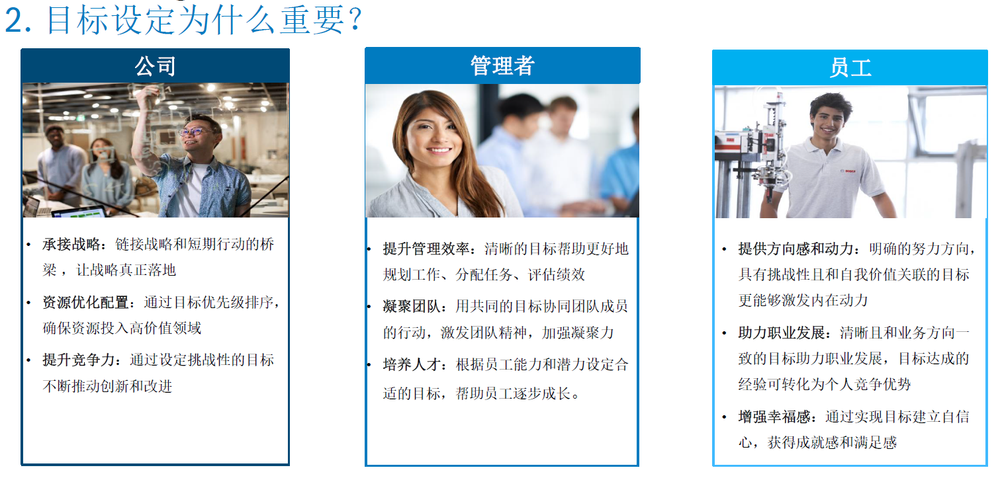 2. 目标设定为什么重要?
公司
承接战略：链接战略和短期行动的桥
梁 ，让战略真正落地
资源优化配置：通过目标优先级排序，
确保资源投入高价值领域
提升竞争力：通过设定挑战性的目标
不断推动创新和改进
管理者
提升管理效率：清晰的目标帮助更好地
规划工作、分配任务、评估绩效
凝聚团队：用共同的目标协同团队成员
的行动，激发团队精神，加强凝聚力
培养人才：根据员工能力和潜力设定合
适的目标，帮助员工逐步成长。
员工
BOSCH
提供方向感和动力：明确的努力方向，
具有挑战性且和自我价值关联的目标
更能够激发内在动力
助力职业发展：清晰且和业务方向一
致的目标助力职业发展，目标达成的
经验可转化为个人竞争优势
增强幸福感：通过实现目标建立自信
心，获得成就感和满足感